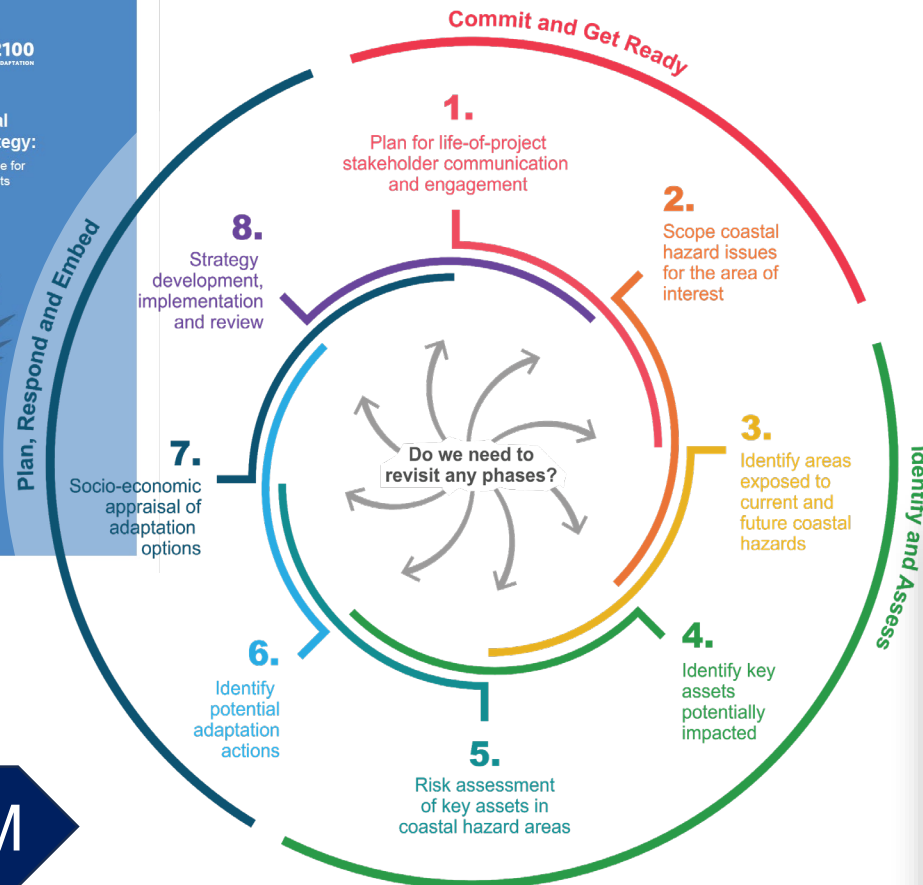 2100
ADAPTATION
tegy:
e for
ts
Commit and Get Ready
Identify and Assess
Plan, Respond and Embed
1.
Plan for life-of-project
stakeholder communication
and engagement
2.
Scope coastal
hazard issues
for the area of
interest
3.
Identify areas
exposed to
current and
future coastal
hazards
4.
Identify key
assets
potentially
impacted
5.
Risk assessment
of key assets in
coastal hazard areas
6.
Identify
potential
adaptation
actions
7.
Socio-economic
appraisal of
adaptation
options
8.
Strategy
development,
implementation
and review
Do we need to
revisit any phases?
M